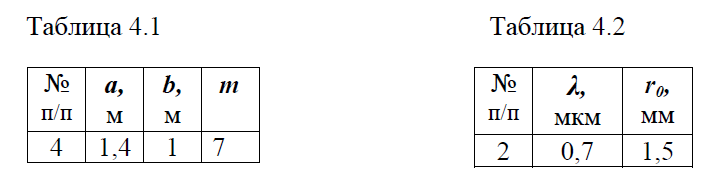 Таблица 4.1
№ п/п a, м b, м m
4 1,4 1 7
Таблица 4.2
№ п/п λ, мкм r₀, мм
2 0,7 1,5